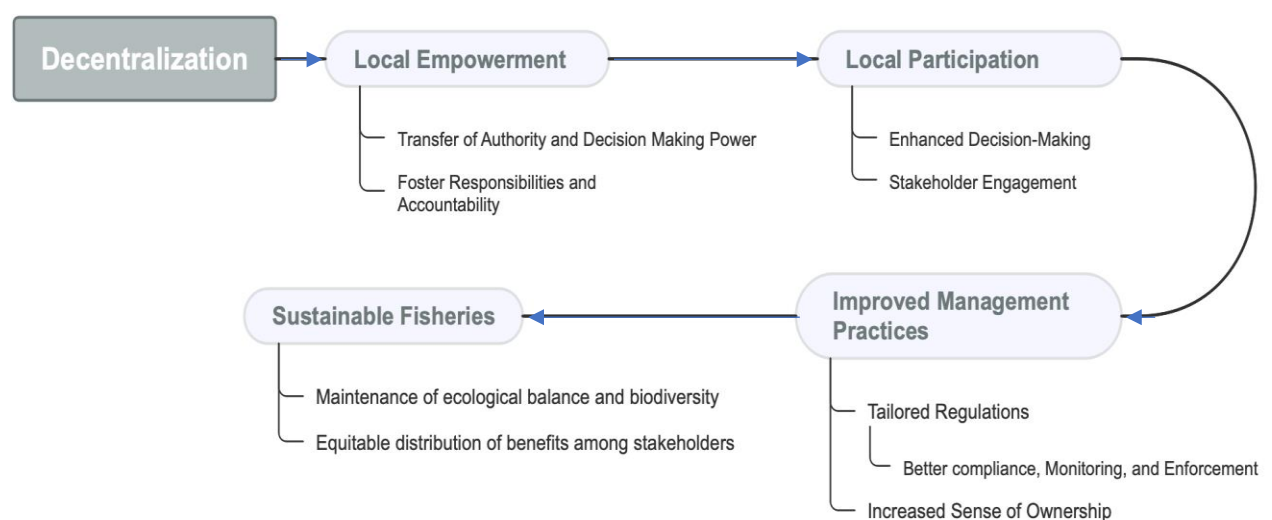 Decentralization
Local Empowerment
Transfer of Authority and Decision Making Power
Foster Responsibilities and
Accountability
Local Participation
Enhanced Decision-Making
Stakeholder Engagement
Improved Management
Practices
Tailored Regulations
Better compliance, Monitoring, and Enforcement
Increased Sense of Ownership
Sustainable Fisheries
Maintenance of ecological balance and biodiversity
Equitable distribution of benefits among stakeholders